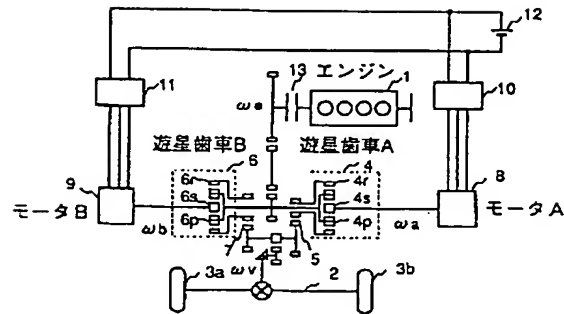 12
13 エンジン 1
11
10
ωe
遊星歯車B 遊星歯車A
6 4
9 8
6r 4r
6s 4s
モータB モータA
6p 4p
ωb ωa
7 5
3a ωv 2 3b